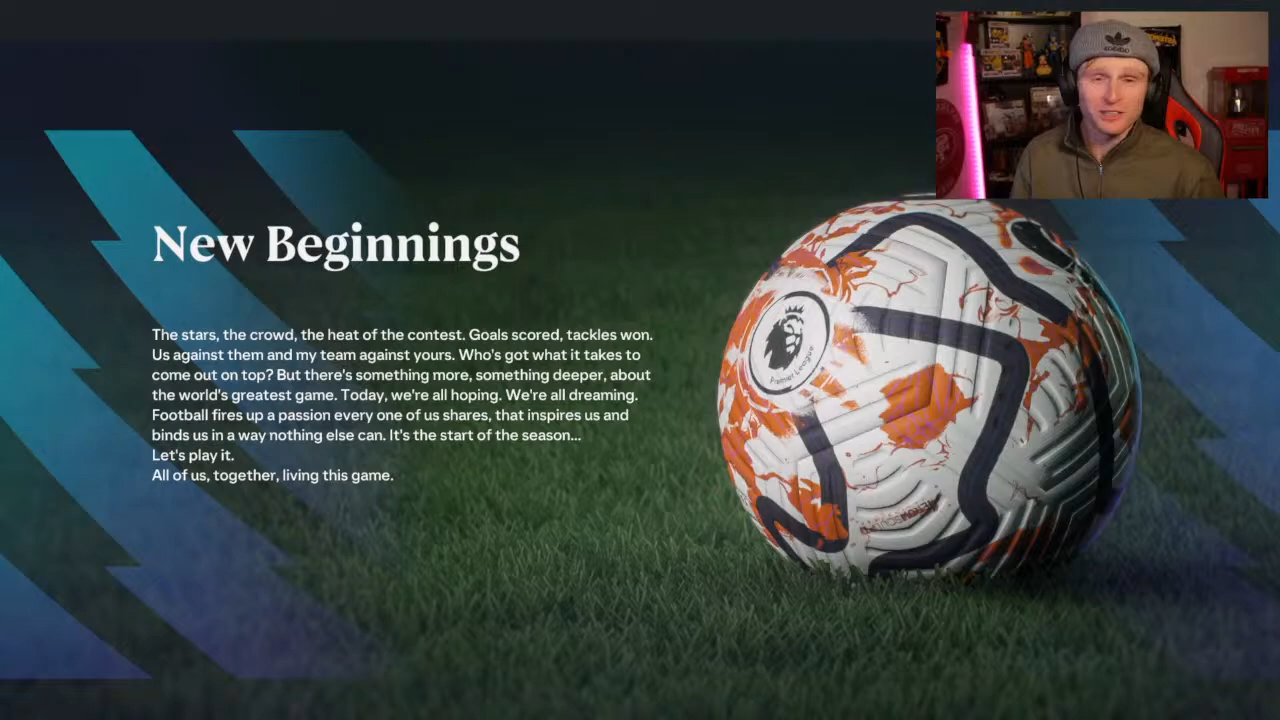 New Beginnings
The stars, the crowd, the heat of the contest. Goals scored, tackles won.
Us against them and my team against yours. Who's got what it takes to
come out on top? But there's something more, something deeper, about
the world's greatest game. Today, we're all hoping. We're all dreaming.
Football fires up a passion every one of us shares, that inspires us and
binds us in a way nothing else can. It's the start of the season...
Let's play it.
All of us, together, living this game.
Premier League
adidas